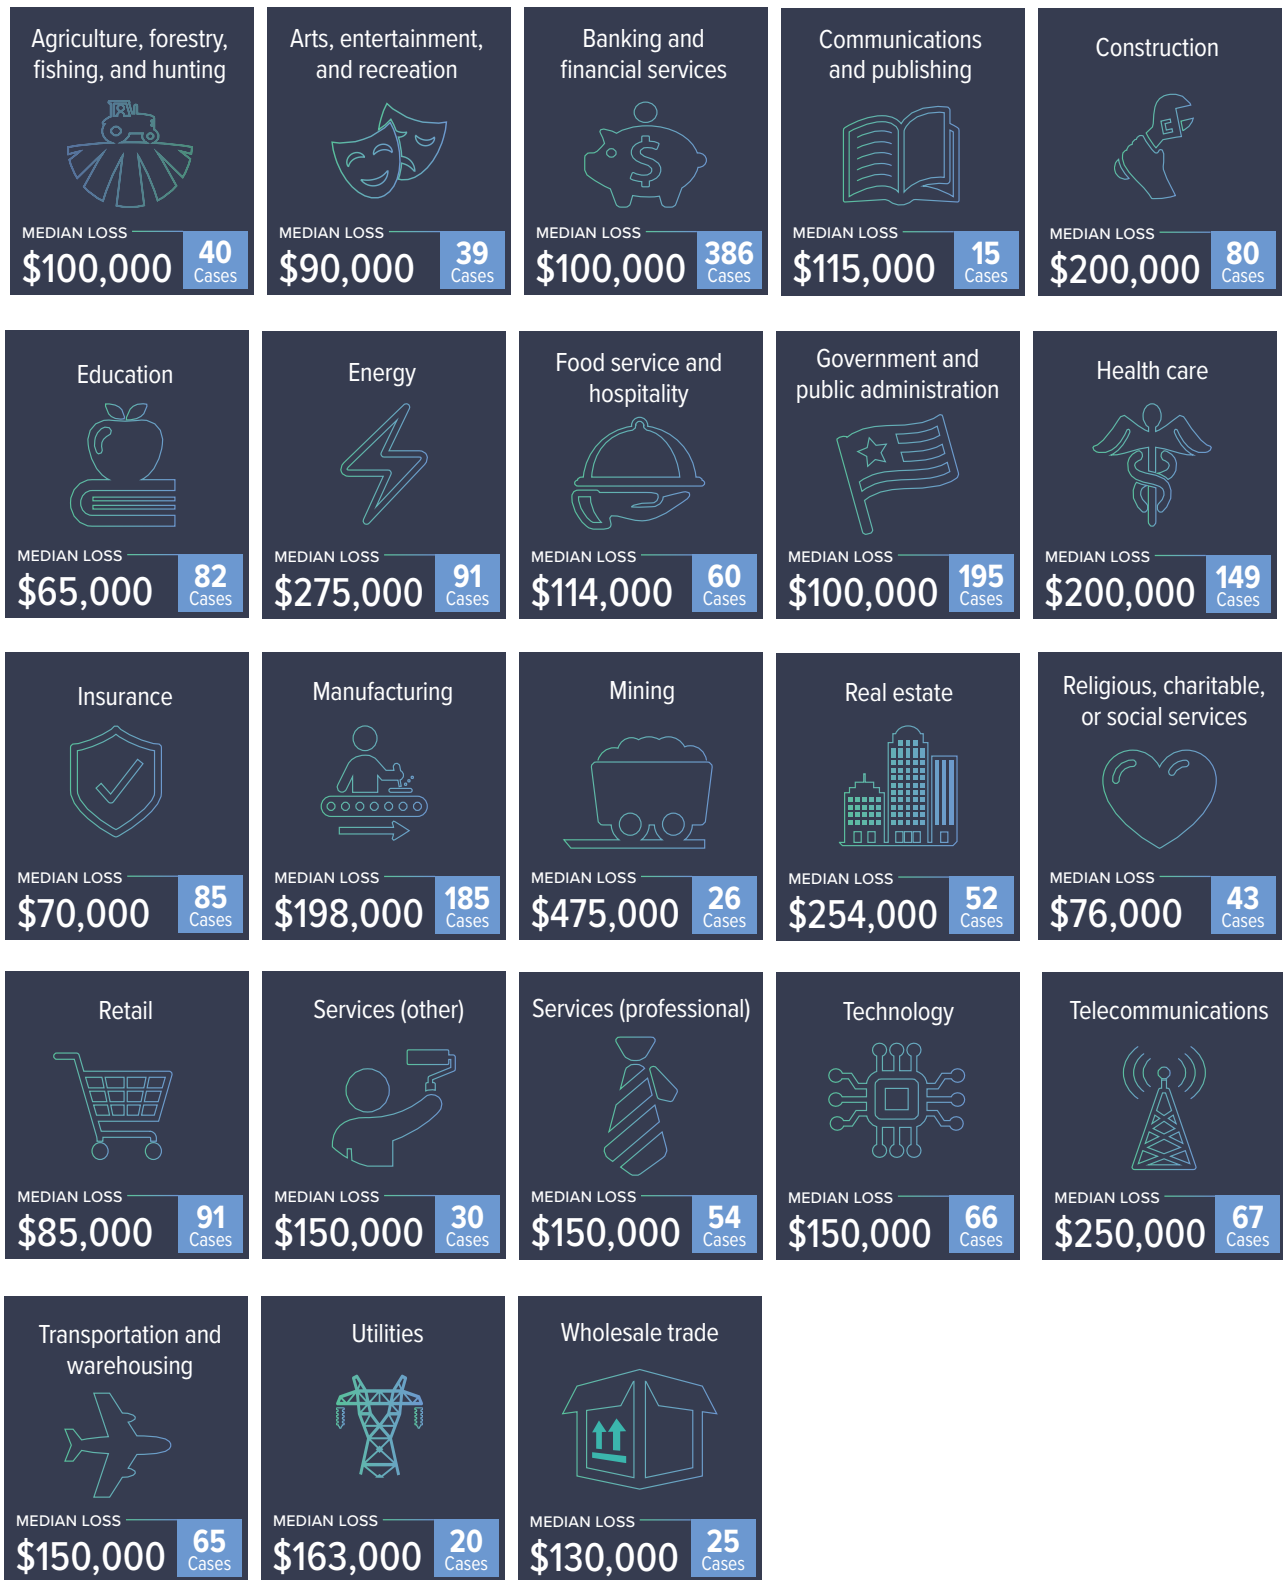 Agriculture, forestry,
fishing, and hunting
MEDIAN LOSS
$100,000
40
Cases
Arts, entertainment,
and recreation
MEDIAN LOSS
$90,000
39
Cases
Banking and
financial services
MEDIAN LOSS
$100,000
386
Cases
Communications
and publishing
MEDIAN LOSS
$115,000
15
Cases
Construction
MEDIAN LOSS
$200,000
80
Cases
Education
MEDIAN LOSS
$65,000
82
Cases
Energy
MEDIAN LOSS
$275,000
91
Cases
Food service and
hospitality
MEDIAN LOSS
$114,000
60
Cases
Government and
public administration
MEDIAN LOSS
$100,000
195
Cases
Health care
MEDIAN LOSS
$200,000
149
Cases
Insurance
MEDIAN LOSS
$70,000
85
Cases
Manufacturing
MEDIAN LOSS
$198,000
185
Cases
Mining
MEDIAN LOSS
$475,000
26
Cases
Real estate
MEDIAN LOSS
$254,000
52
Cases
Religious, charitable,
or social services
MEDIAN LOSS
$76,000
43
Cases
Retail
MEDIAN LOSS
$85,000
91
Cases
Services (other)
MEDIAN LOSS
$150,000
30
Cases
Services (professional)
MEDIAN LOSS
$150,000
54
Cases
Technology
MEDIAN LOSS
$150,000
66
Cases
Telecommunications
MEDIAN LOSS
$250,000
67
Cases
Transportation and
warehousing
MEDIAN LOSS
$150,000
65
Cases
Utilities
MEDIAN LOSS
$163,000
20
Cases
Wholesale trade
MEDIAN LOSS
$130,000
25
Cases